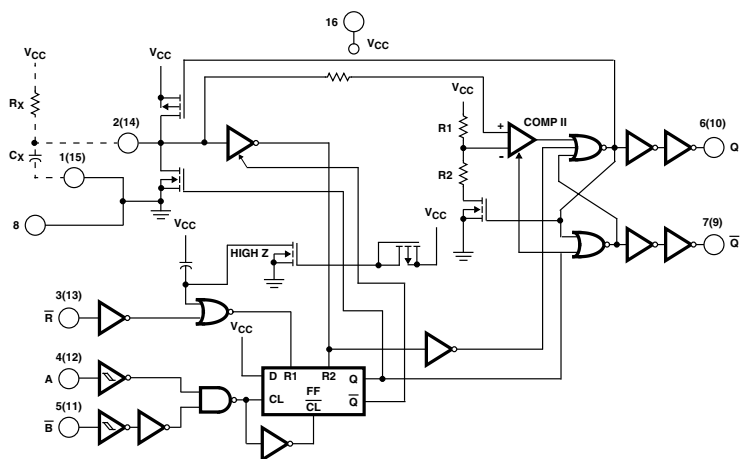 16
VCC
VCC
VCC
RX
2(14)
CX
1(15)
8
VCC
R1
+
COMP II
-
R2
6(10)
Q
7(9)
Q̅
VCC
HIGH Z
VCC
3(13)
R̅
VCC
4(12)
A
5(11)
B̅
D R1 R2 Q
FF
CL C̅L̅ Q̅